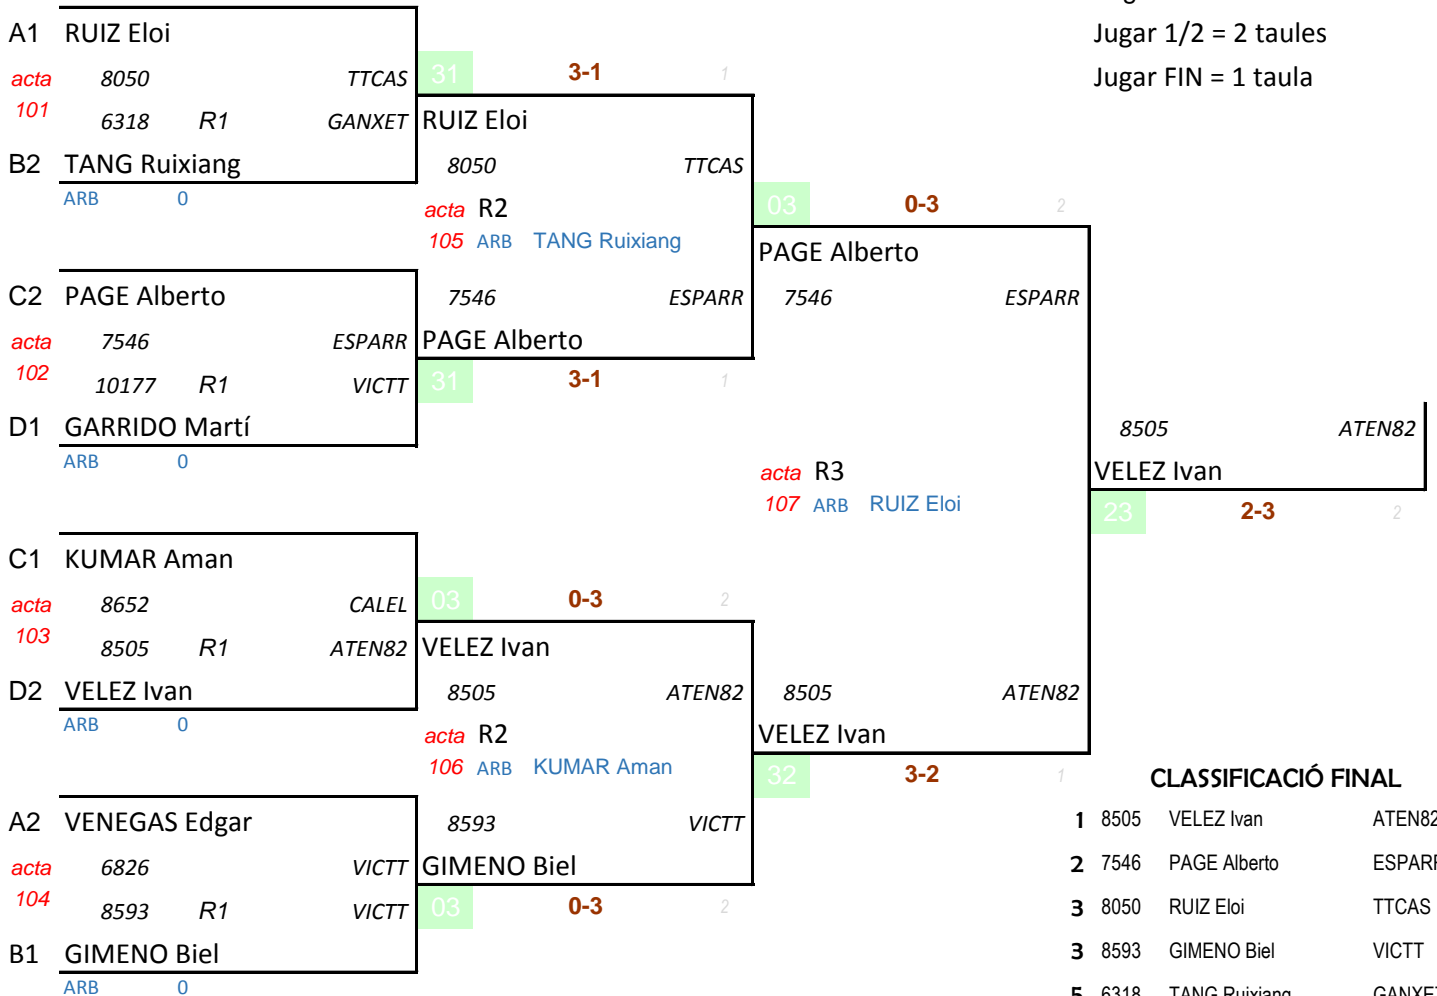 A1 RUIZ Eloi
Jugar 1/2 = 2 taules
acta 8050 TTCAS 31 3-1 1
Jugar FIN = 1 taula
101
6318 R1 GANXET RUIZ Eloi
B2 TANG Ruixiang 8050 TTCAS
ARB 0
acta R2 03 0-3 2
105 ARB TANG Ruixiang
PAGE Alberto
C2 PAGE Alberto 7546 ESPARR 7546 ESPARR
acta 7546 ESPARR PAGE Alberto
102
10177 R1 VICTT 31 3-1 1
D1 GARRIDO Martí 8505 ATEN82
ARB 0
acta R3 VELEZ Ivan
107 ARB RUIZ Eloi 23 2-3 2
C1 KUMAR Aman
acta 8652 CALEL 03 0-3 2
103
8505 R1 ATEN82 VELEZ Ivan
D2 VELEZ Ivan 8505 ATEN82 8505 ATEN82
ARB 0
acta R2 VELEZ Ivan
106 ARB KUMAR Aman 32 3-2 1
CLASSIFICACIÓ FINAL
A2 VENEGAS Edgar 8593 VICTT
1 8505 VELEZ Ivan ATEN82
acta 6826 VICTT GIMENO Biel
2 7546 PAGE Alberto ESPARR
104
8593 R1 VICTT 03 0-3 2
3 8050 RUIZ Eloi TTCAS
B1 GIMENO Biel
3 8593 GIMENO Biel VICTT
ARB 0
5 6318 TANG Ruixiang GANXET